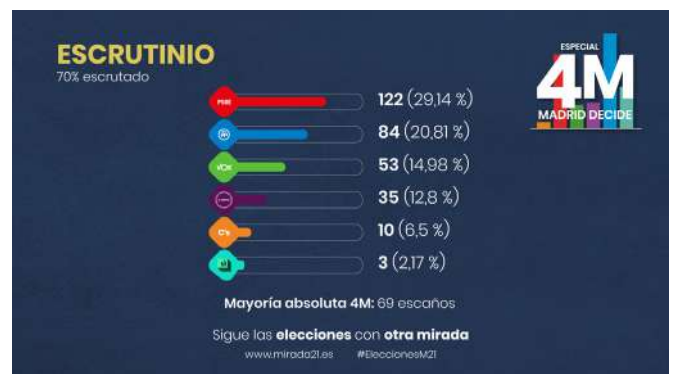 ESCRUTINIO
70% escrutado
ESPECIAL
4M
MADRID DECIDE
PSOE
122 (29,14 %)
84 (20,81 %)
VOX
53 (14,98 %)
35 (12,8 %)
C's
10 (6,5 %)
3 (2,17 %)
Mayoría absoluta 4M: 69 escaños
Sigue las elecciones con otra mirada
www.mirada21.es #EleccionesM21